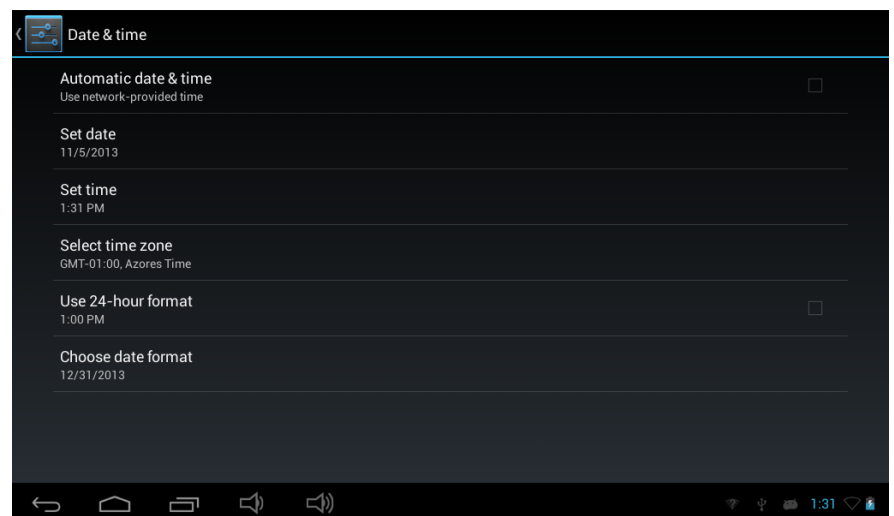 Date & time
Automatic date & time
Use network-provided time
Set date
11/5/2013
Set time
1:31 PM
Select time zone
GMT-01:00, Azores Time
Use 24-hour format
1:00 PM
Choose date format
12/31/2013
1:31